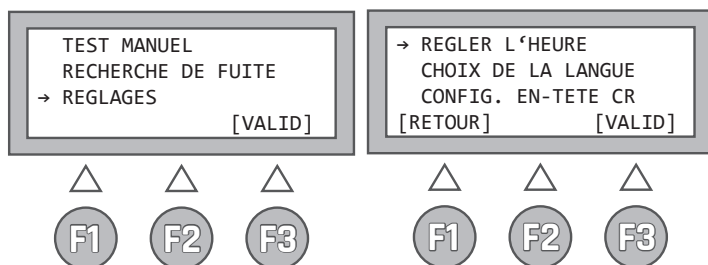 TEST MANUEL
RECHERCHE DE FUITE
→ REGLAGES
[VALID]
F1 F2 F3
→ REGLER L‘HEURE
CHOIX DE LA LANGUE
CONFIG. EN-TETE CR
[RETOUR] [VALID]
F1 F2 F3